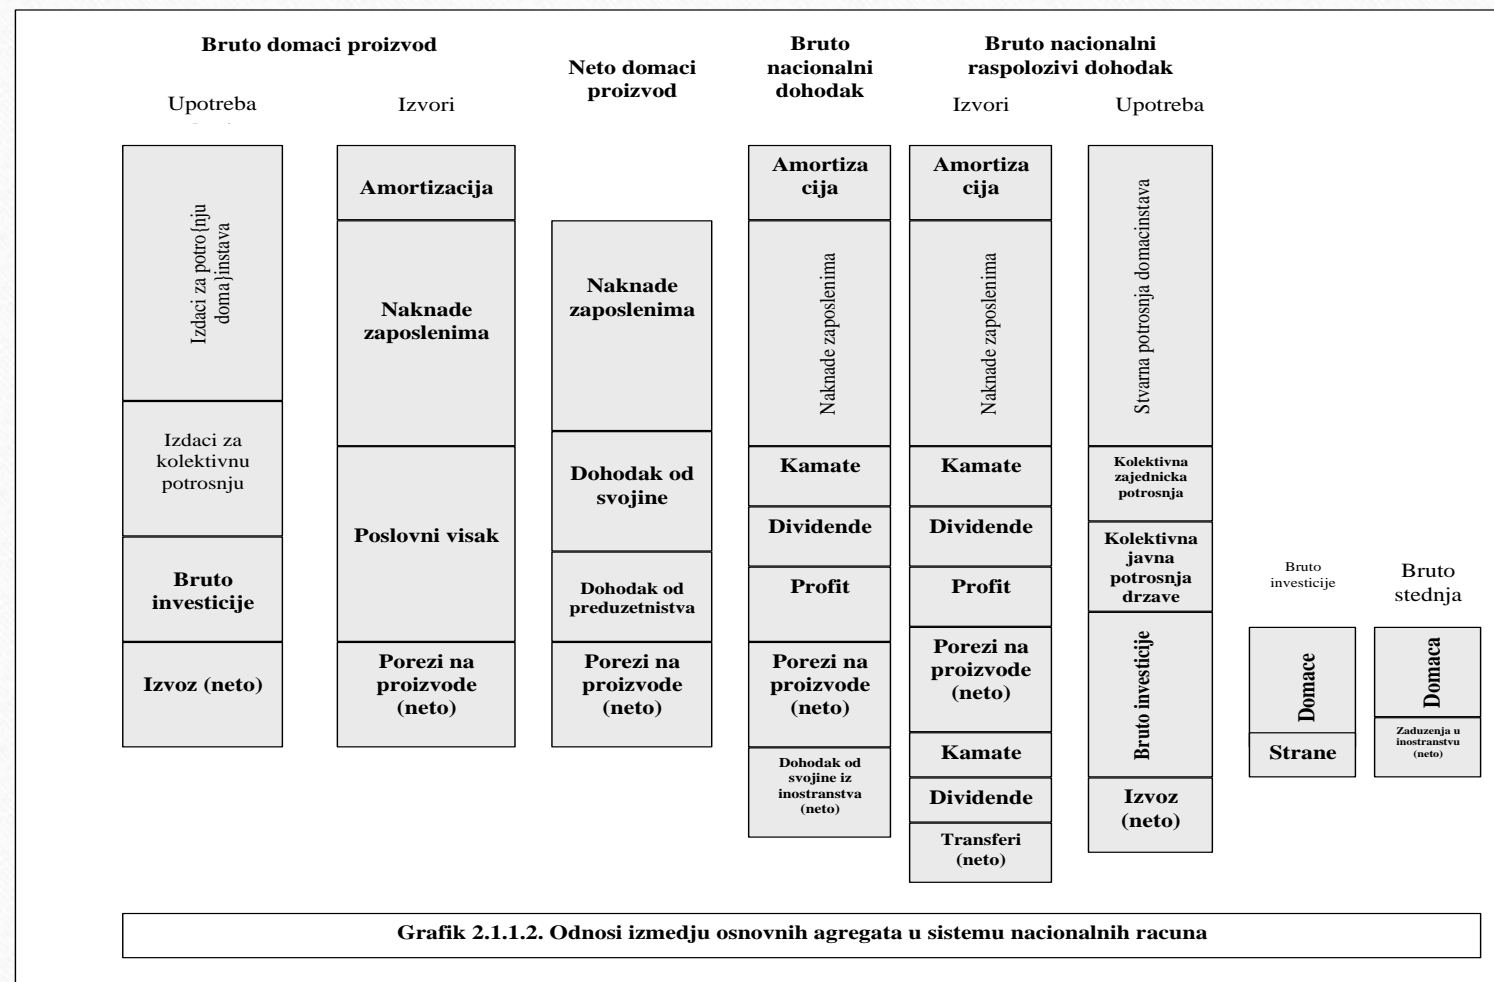 Bruto domaci proizvod
Upotreba
Izvori
Neto domaci
proizvod
Bruto
nacionalni
dohodak
Bruto nacionalni
raspolozivi dohodak
Izvori
Upotreba
Izdaci za potro{nju
doma}instava
Izdaci za
kolektivnu
potrosnju
Bruto
investicije
Izvoz (neto)
Amortizacija
Naknade
zaposlenima
Poslovni visak
Porezi na
proizvode
(neto)
Naknade
zaposlenima
Dohodak od
svojine
Dohodak od
preduzetnistva
Porezi na
proizvode
(neto)
Amortiza
cija
Naknade zaposlenima
Kamate
Dividende
Profit
Porezi na
proizvode
(neto)
Dohodak od
svojine iz
inostranstva
(neto)
Amortiza
cija
Naknade zaposlenima
Kamate
Dividende
Profit
Porezi na
proizvode
(neto)
Kamate
Dividende
Transferi
(neto)
Stvarna potrosnja domacinstava
Kolektivna
zajednicka
potrosnja
Kolektivna
javna
potrosnja
drzave
Bruto investicije
Izvoz
(neto)
Bruto
investicije
Domace
Strane
Bruto
stednja
Domaca
Zaduzenja u
inostranstvu
(neto)
Grafik 2.1.1.2. Odnosi izmedju osnovnih agregata u sistemu nacionalnih racuna